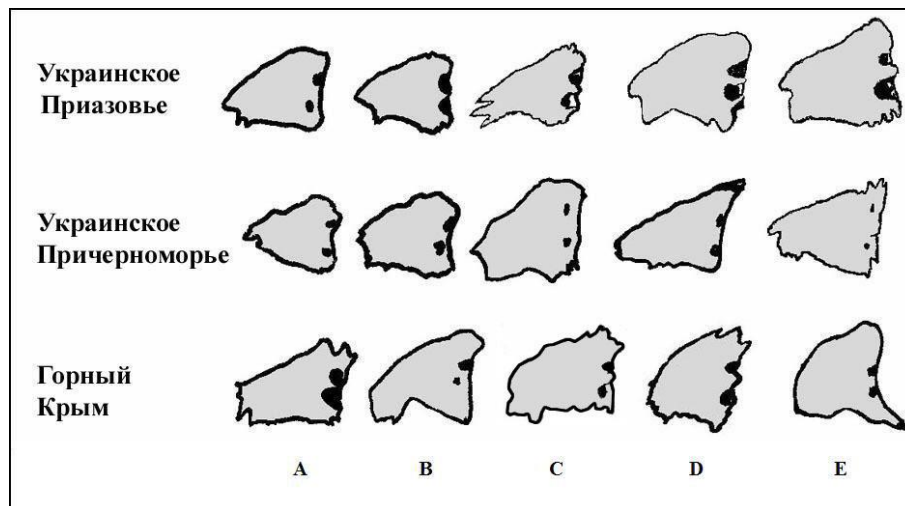 Украинское
Приазовье
Украинское
Причерноморье
Горный
Крым
A B C D E